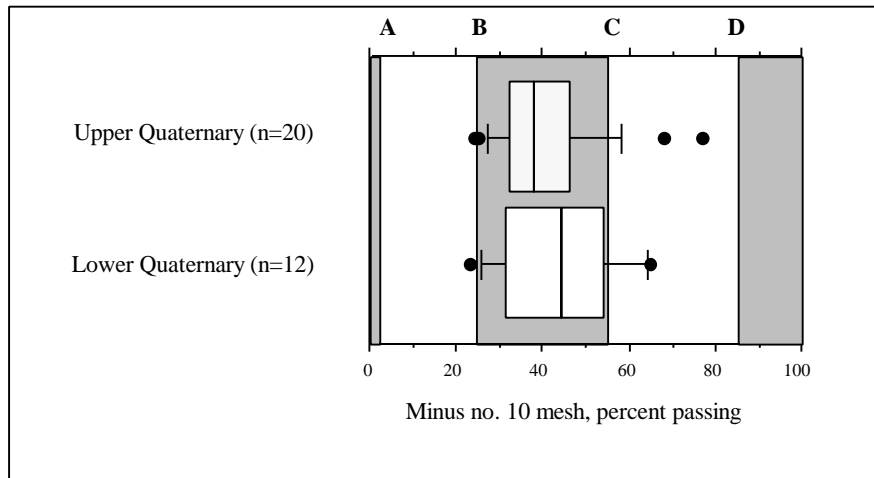 A B C D
Upper Quaternary (n=20)
Lower Quaternary (n=12)
0 20 40 60 80 100
Minus no. 10 mesh, percent passing